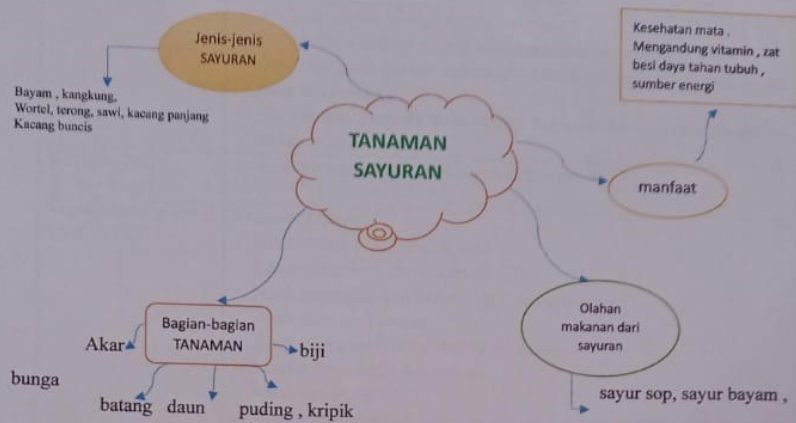 Jenis-jenis
SAYURAN
Bayam , kangkung,
Wortel, terong, sawi, kacang panjang
Kacang buncis
Kesehatan mata .
Mengandung vitamin , zat
besi daya tahan tubuh ,
sumber energi
TANAMAN
SAYURAN
manfaat
Bagian-bagian
TANAMAN
Akar
biji
bunga
batang
daun
puding , kripik
Olahan
makanan dari
sayuran
sayur sop, sayur bayam ,